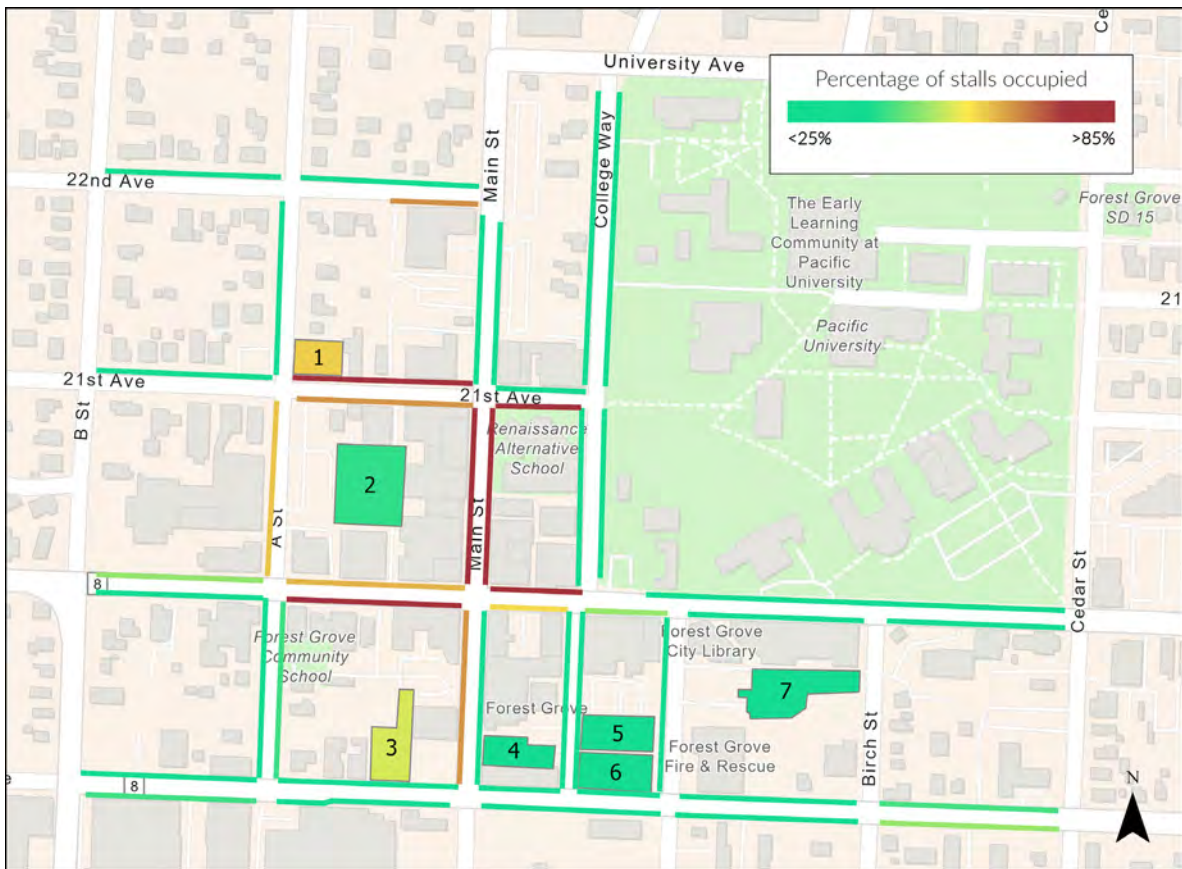 University Ave
Ce
Percentage of stalls occupied
<25%
>85%
Main St
College Way
22nd Ave
The Early
Learning
Community at
Pacific
University
Forest Grove
SD 15
21
Pacific
University
1
21st Ave
21st Ave
B St
Renaissance
Alternative
School
2
A St
Main St
8
Cedar St
Forest Grove
Community
School
Forest Grove
City Library
7
Forest Grove
3
4
5
6
Forest Grove
Fire & Rescue
Birch St
e
8
N